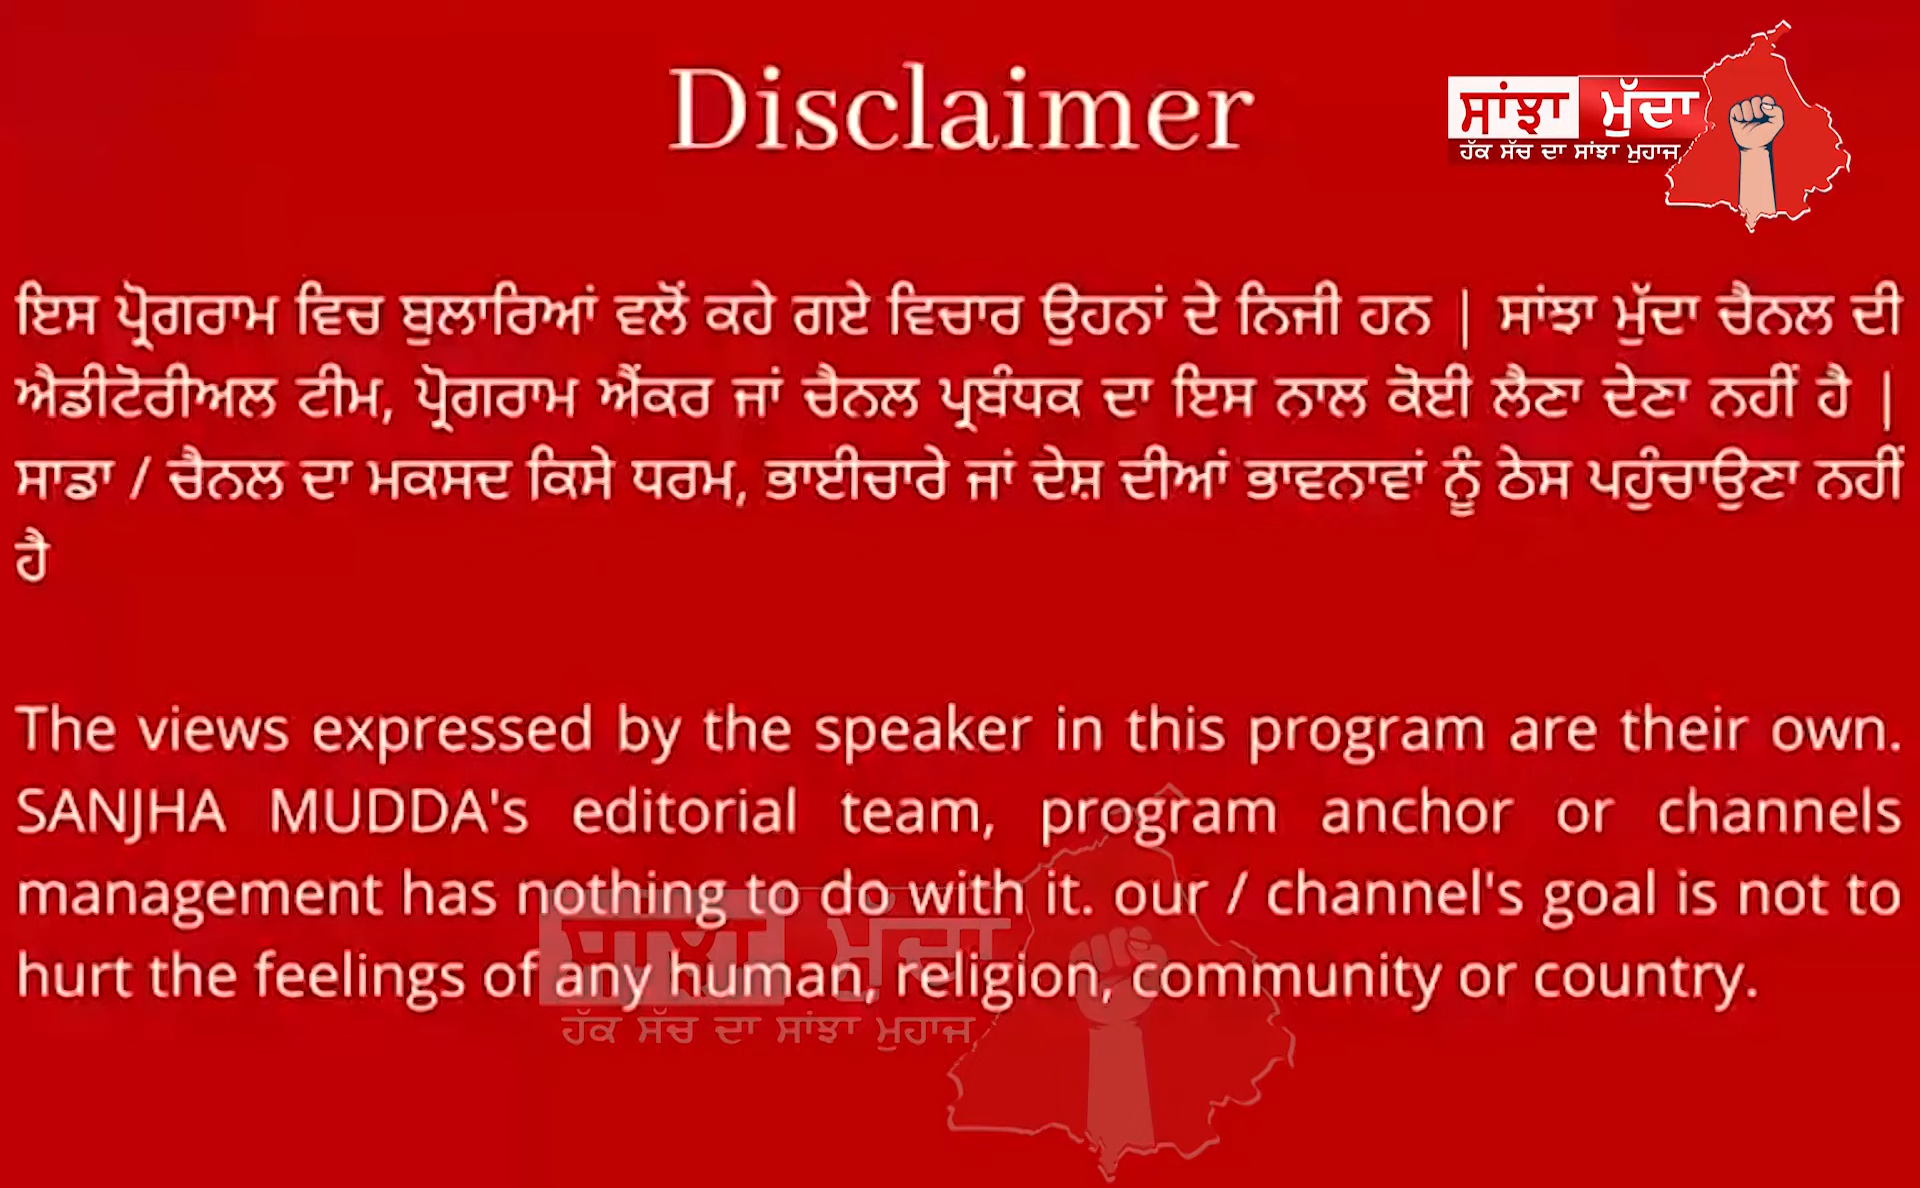 Disclaimer
ਸਾਂਝਾ ਮੁੱਦਾ
ਹੱਕ ਸੱਚ ਦਾ ਸਾਂਝਾ ਮੁਹਾਜ਼
ਇਸ ਪ੍ਰੋਗਰਾਮ ਵਿਚ ਬੁਲਾਰਿਆਂ ਵਲੋਂ ਕਹੇ ਗਏ ਵਿਚਾਰ ਉਹਨਾਂ ਦੇ ਨਿਜੀ ਹਨ | ਸਾਂਝਾ ਮੁੱਦਾ ਚੈਨਲ ਦੀ
ਐਡੀਟੋਰੀਅਲ ਟੀਮ, ਪ੍ਰੋਗਰਾਮ ਐਂਕਰ ਜਾਂ ਚੈਨਲ ਪ੍ਰਬੰਧਕ ਦਾ ਇਸ ਨਾਲ ਕੋਈ ਲੈਣਾ ਦੇਣਾ ਨਹੀਂ ਹੈ |
ਸਾਡਾ / ਚੈਨਲ ਦਾ ਮਕਸਦ ਕਿਸੇ ਧਰਮ, ਭਾਈਚਾਰੇ ਜਾਂ ਦੇਸ਼ ਦੀਆਂ ਭਾਵਨਾਵਾਂ ਨੂੰ ਠੇਸ ਪਹੁੰਚਾਉਣਾ ਨਹੀਂ
ਹੈ
The views expressed by the speaker in this program are their own.
SANJHA MUDDA's editorial team, program anchor or channels
management has nothing to do with it. our / channel's goal is not to
hurt the feelings of any human, religion, community or country.
ਸਾਂਝਾ ਮੁੱਦਾ
ਹੱਕ ਸੱਚ ਦਾ ਸਾਂਝਾ ਮੁਹਾਜ਼